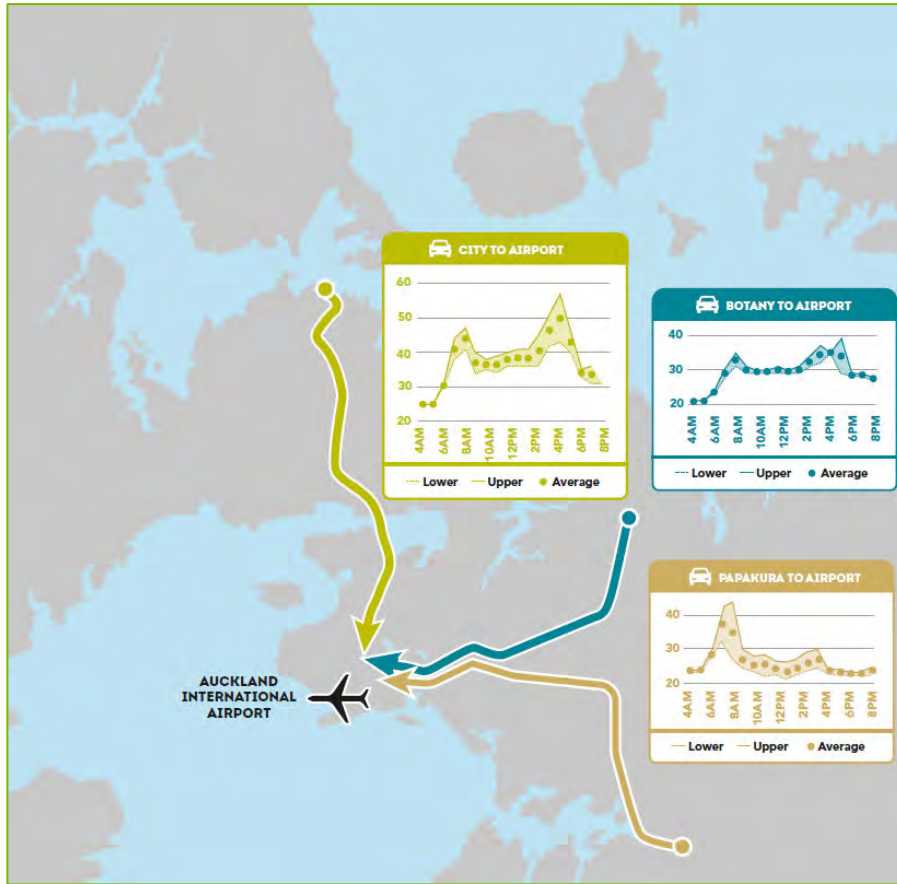 CITY TO AIRPORT
60
50
40
30
20
4AM
6AM
8AM
10AM
12PM
2PM
4PM
6PM
8PM
Lower Upper Average
BOTANY TO AIRPORT
40
30
20
4AM
6AM
8AM
10AM
12PM
2PM
4PM
6PM
8PM
Lower Upper Average
PAPAKURA TO AIRPORT
40
30
20
4AM
6AM
8AM
10AM
12PM
2PM
4PM
6PM
8PM
Lower Upper Average
AUCKLAND
INTERNATIONAL
AIRPORT